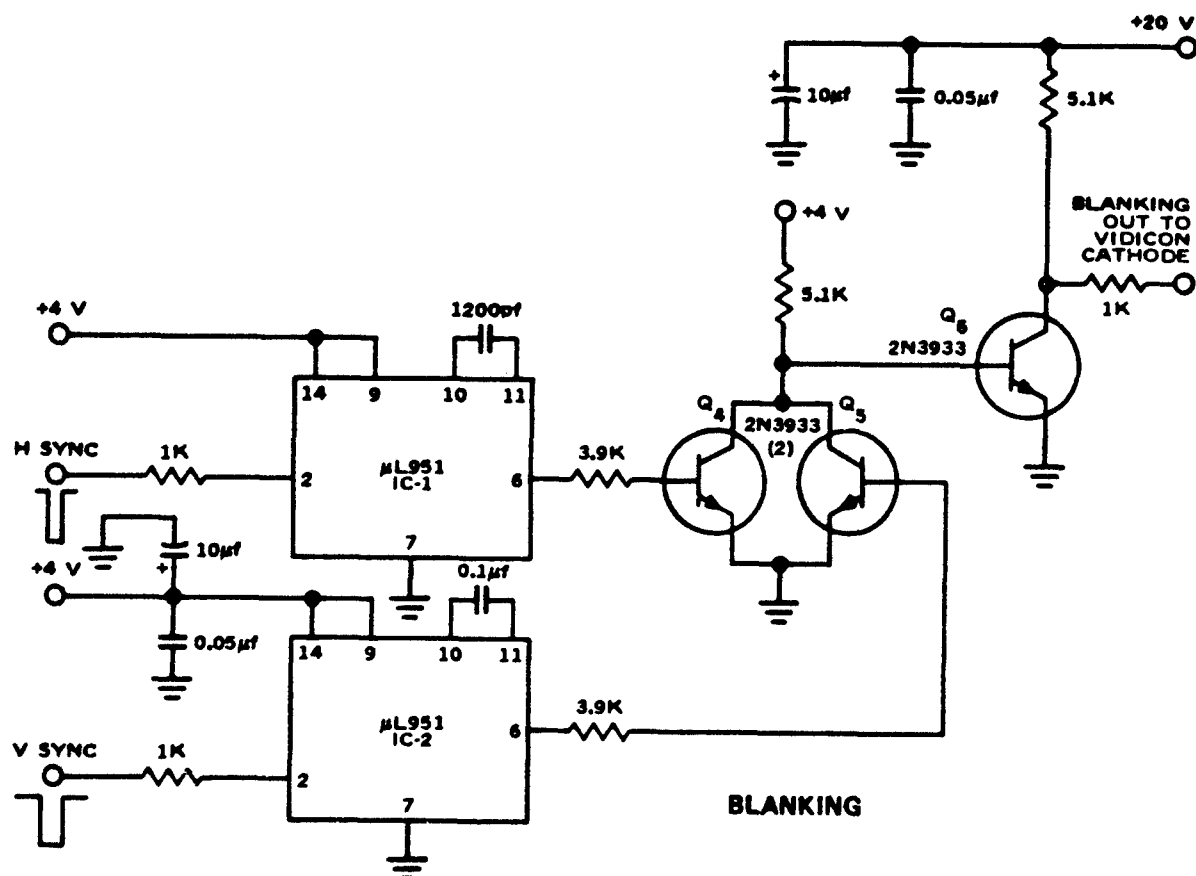 +20 V
+
10µf
0.05µf
5.1K
+4 V
BLANKING
OUT TO
VIDICON
CATHODE
5.1K
1K
+4 V
1200pf
Q6
2N3933
14
9
10
11
Q4
Q5
2N3933
(2)
H SYNC
1K
2
µL951
IC-1
6
3.9K
7
10µf
+
+4 V
0.1µf
0.05µf
14
9
10
11
µL951
IC-2
6
3.9K
V SYNC
1K
2
7
BLANKING